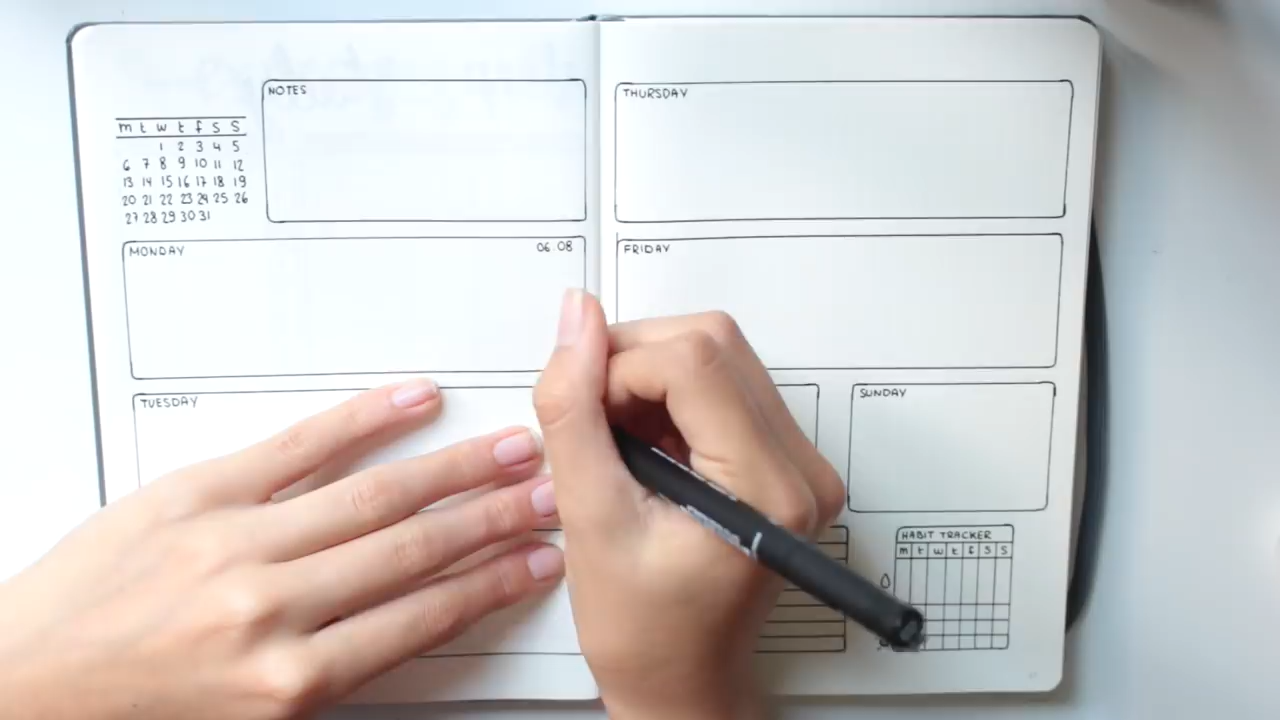 NOTES
m t w t f s s
1 2 3 4 5
6 7 8 9 10 11 12
13 14 15 16 17 18 19
20 21 22 23 24 25 26
27 28 29 30 31
MONDAY 06.08
TUESDAY
THURSDAY
FRIDAY
SUNDAY
HABIT TRACKER
m t w t f s s